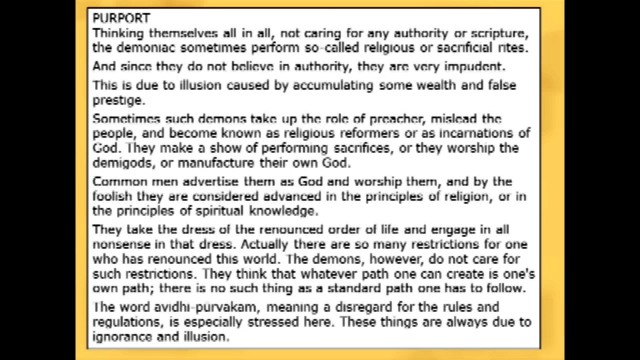 PURPORT
Thinking themselves all in all, not caring for any authority or scripture,
the demoniac sometimes perform so-called religious or sacrificial rites.
And since they do not believe in authority, they are very impudent.
This is due to illusion caused by accumulating some wealth and false
prestige.
Sometimes such demons take up the role of preacher, mislead the
people, and become known as religious reformers or as incarnations of
God. They make a show of performing sacrifices, or they worship the
demigods, or manufacture their own God.
Common men advertise them as God and worship them, and by the
foolish they are considered advanced in the principles of religion, or in
the principles of spiritual knowledge.
They take the dress of the renounced order of life and engage in all
nonsense in that dress. Actually there are so many restrictions for one
who has renounced this world. The demons, however, do not care for
such restrictions. They think that whatever path one can create is one's
own path; there is no such thing as a standard path one has to follow.
The word avidhi-purvakam, meaning a disregard for the rules and
regulations, is especially stressed here. These things are always due to
ignorance and illusion.